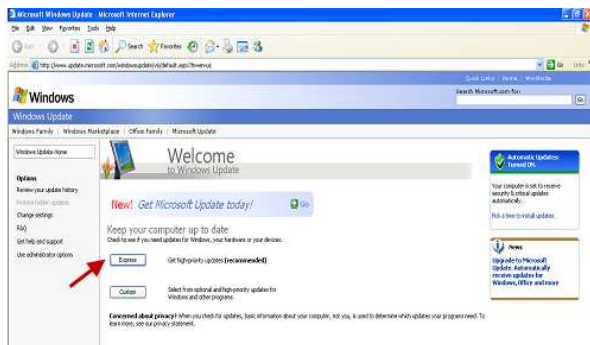 Microsoft Windows Update - Microsoft Internet Explorer
File Edit View Favorites Tools Help
Search Favorites
Address http://www.update.microsoft.com/windowsupdate/v6/default.aspx?ln=en-us
Go Links
Quick Links | Home | Worldwide
Windows
Search Microsoft.com for:
Go
Windows Update
Windows Family | Windows Marketplace | Office Family | Microsoft Update
Windows Update Home
Welcome
to Windows Update
Automatic Updates:
Turned ON
Options
Review your update history
Restore hidden updates
Change settings
FAQ
Get help and support
Use administrator options
Your computer is set to receive
security & critical updates
automatically.
Pick a time to install updates.
New! Get Microsoft Update today!
Go
Keep your computer up to date
Check to see if you need updates for Windows, your hardware or your devices.
Express
Get high-priority updates (recommended)
News
Upgrade to Microsoft
Update. Automatically
receive updates for
Windows, Office and more
Custom
Select from optional and high-priority updates for
Windows and other programs
Concerned about privacy? When you check for updates, basic information about your computer, not you, is used to determine which updates your programs need. To
learn more, see our privacy statement.